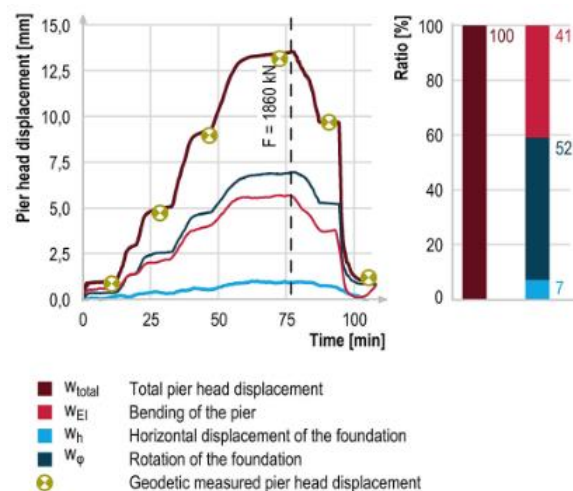 Pier head displacement [mm]
15,0
12,5
10,0
7,5
5,0
2,5
0,0
0
25
50
75
100
Time [min]
F = 1860 kN
Ratio [%]
100
80
60
40
20
0
100
41
52
7
w_total Total pier head displacement
w_EI Bending of the pier
w_h Horizontal displacement of the foundation
w_φ Rotation of the foundation
Geodetic measured pier head displacement